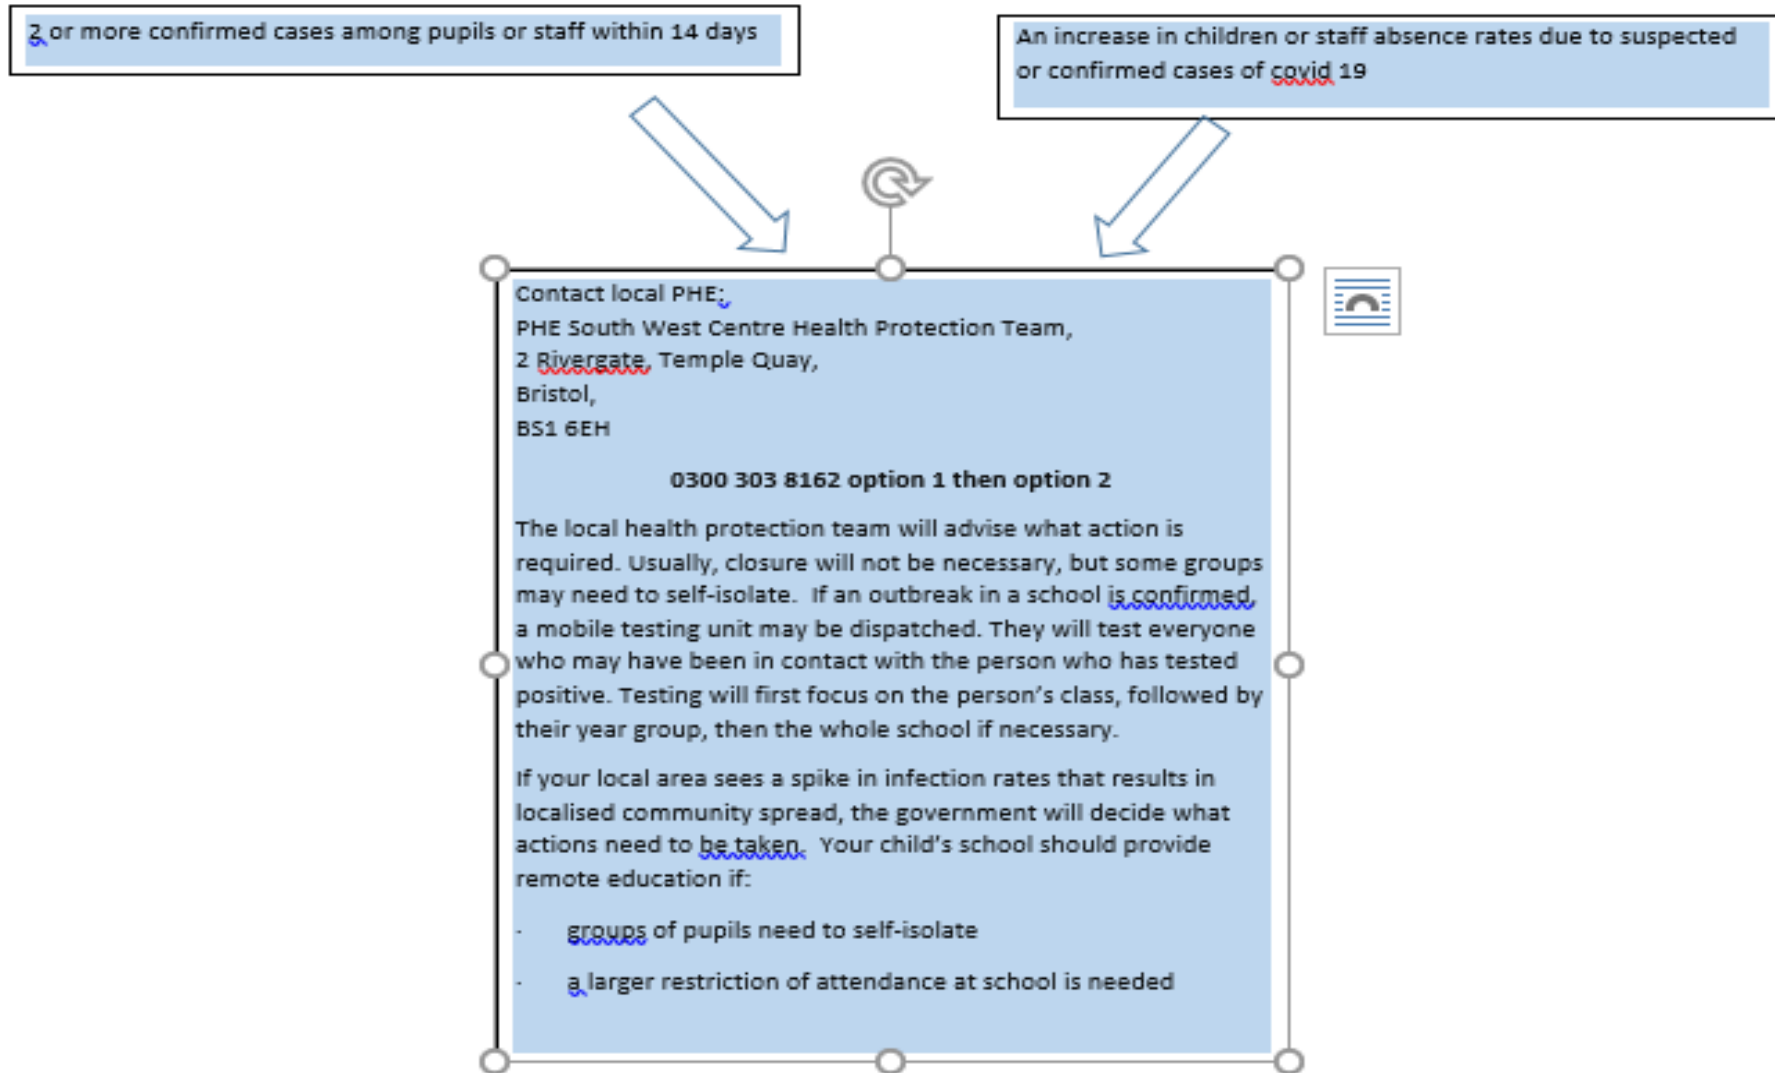 2 or more confirmed cases among pupils or staff within 14 days
An increase in children or staff absence rates due to suspected
or confirmed cases of covid 19
Contact local PHE:
PHE South West Centre Health Protection Team,
2 Rivergate, Temple Quay,
Bristol,
BS1 6EH
0300 303 8162 option 1 then option 2
The local health protection team will advise what action is
required. Usually, closure will not be necessary, but some groups
may need to self-isolate.  If an outbreak in a school is confirmed,
a mobile testing unit may be dispatched. They will test everyone
who may have been in contact with the person who has tested
positive. Testing will first focus on the person’s class, followed by
their year group, then the whole school if necessary.
If your local area sees a spike in infection rates that results in
localised community spread, the government will decide what
actions need to be taken.  Your child’s school should provide
remote education if:
- groups of pupils need to self-isolate
- a larger restriction of attendance at school is needed